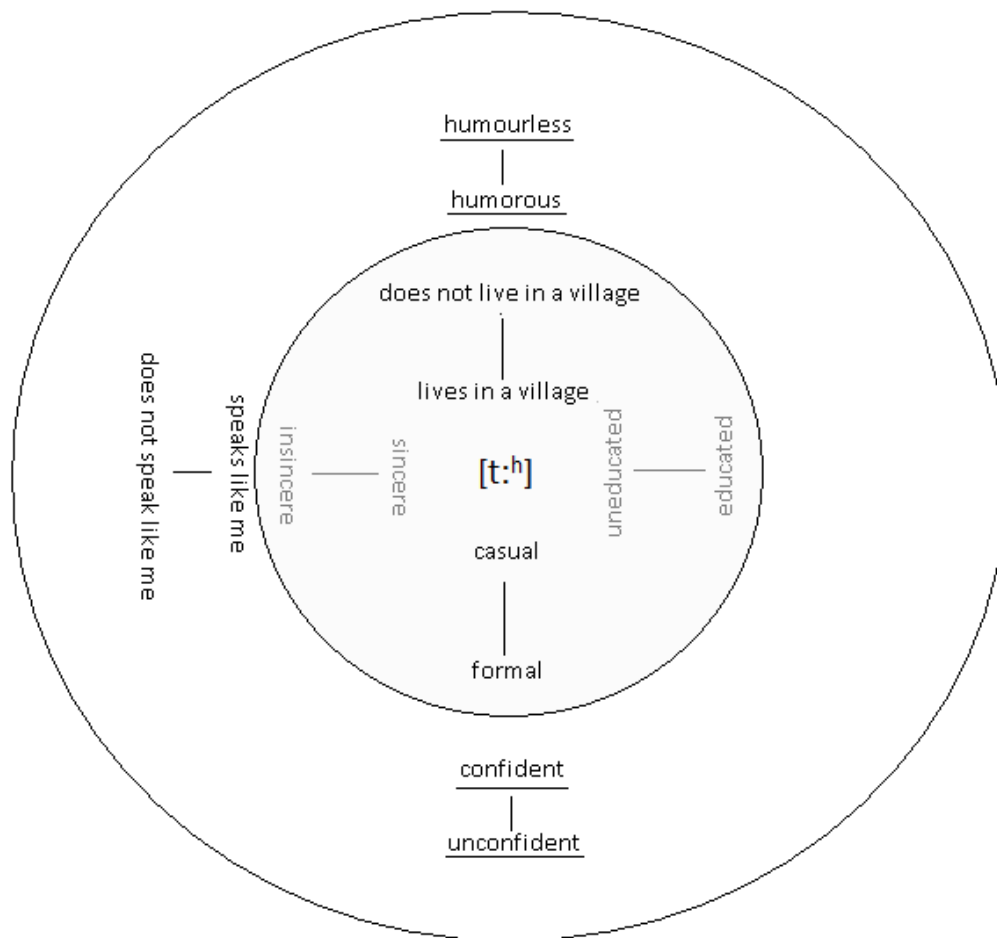 humourless
humorous
does not live in a village
lives in a village
does not speak like me
speaks like me
insincere
sincere
[t:ʰ]
uneducated
educated
casual
formal
confident
unconfident